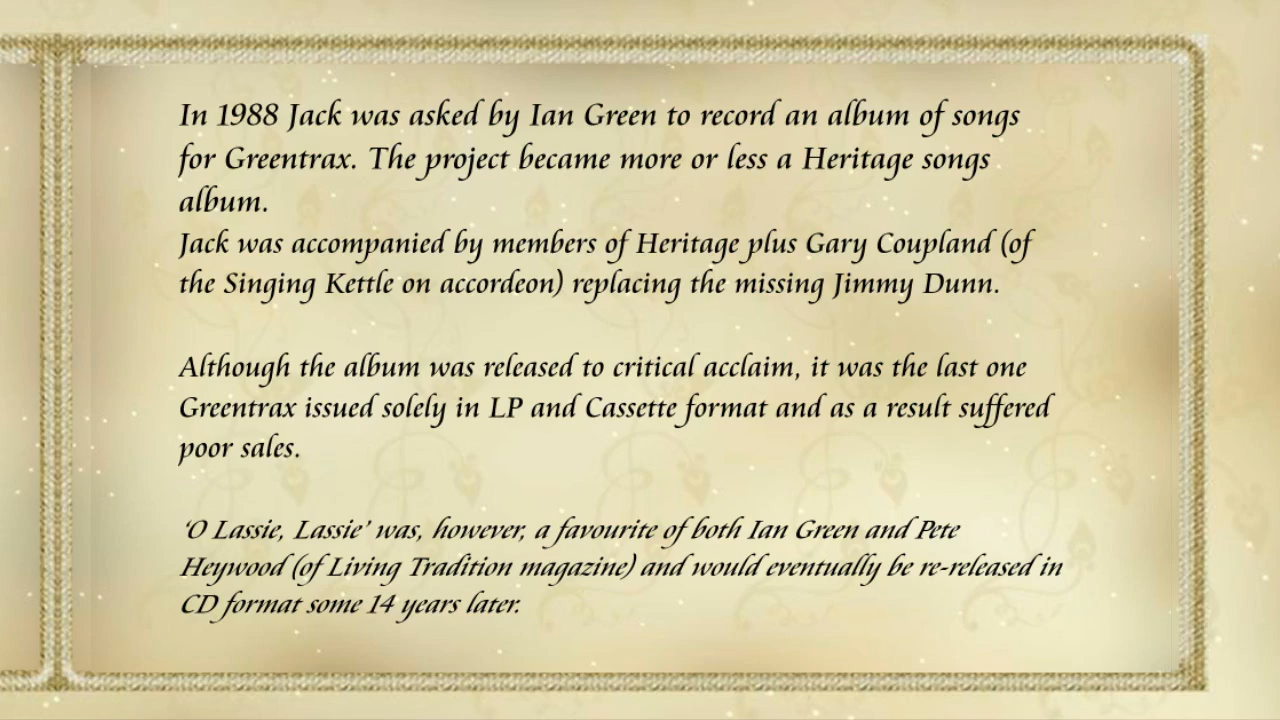 In 1988 Jack was asked by Ian Green to record an album of songs
for Greentrax. The project became more or less a Heritage songs
album.
Jack was accompanied by members of Heritage plus Gary Coupland (of
the Singing Kettle on accordeon) replacing the missing Jimmy Dunn.
Although the album was released to critical acclaim, it was the last one
Greentrax issued solely in LP and Cassette format and as a result suffered
poor sales.
‘O Lassie, Lassie’ was, however, a favourite of both Ian Green and Pete
Heywood (of Living Tradition magazine) and would eventually be re-released in
CD format some 14 years later.